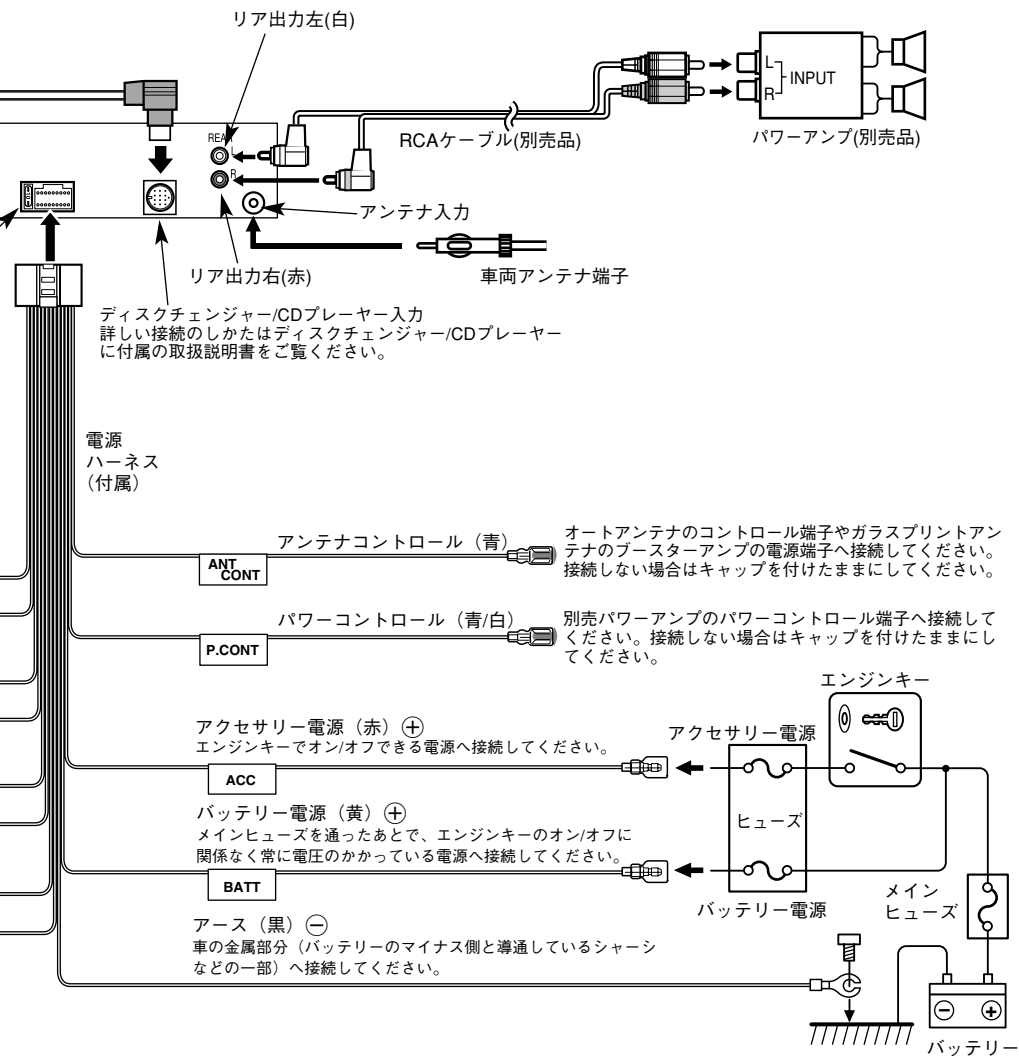 リア出力左(白)
L
R
INPUT
RCAケーブル(別売品)
パワーアンプ(別売品)
REAR
L
R
アンテナ入力
リア出力右(赤)
車両アンテナ端子
ディスクチェンジャー/CDプレーヤー入力
詳しい接続のしかたはディスクチェンジャー/CDプレーヤー
に付属の取扱説明書をご覧ください。
電源
ハーネス
(付属)
アンテナコントロール（青）
ANT
CONT
オートアンテナのコントロール端子やガラスプリントアン
テナのブースターアンプの電源端子へ接続してください。
接続しない場合はキャップを付けたままにしてください。
パワーコントロール（青/白）
P.CONT
別売パワーアンプのパワーコントロール端子へ接続して
ください。接続しない場合はキャップを付けたままにし
てください。
エンジンキー
アクセサリー電源（赤）⊕
エンジンキーでオン/オフできる電源へ接続してください。
ACC
アクセサリー電源
ヒューズ
バッテリー電源（黄）⊕
メインヒューズを通ったあとで、エンジンキーのオン/オフに
関係なく常に電圧のかかっている電源へ接続してください。
BATT
バッテリー電源
メイン
ヒューズ
アース（黒）⊖
車の金属部分（バッテリーのマイナス側と導通しているシャーシ
などの一部）へ接続してください。
⊖ ⊕
バッテリー